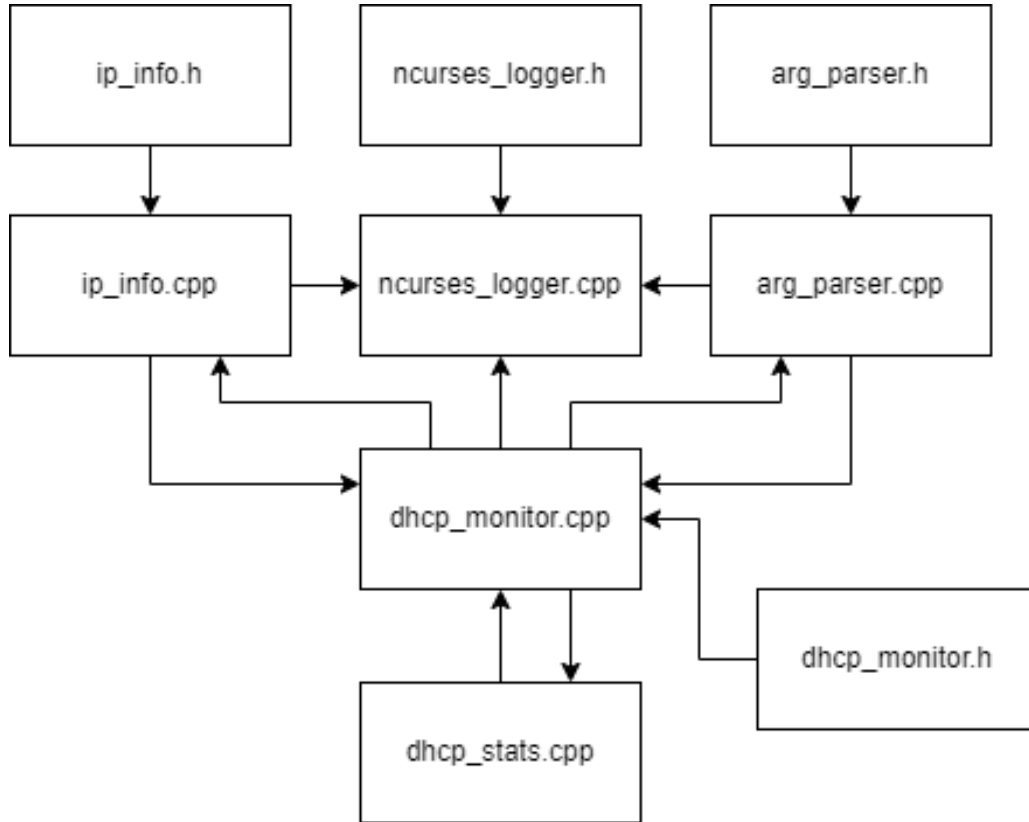 ip_info.h
ncurses_logger.h
arg_parser.h
ip_info.cpp
ncurses_logger.cpp
arg_parser.cpp
dhcp_monitor.cpp
dhcp_monitor.h
dhcp_stats.cpp